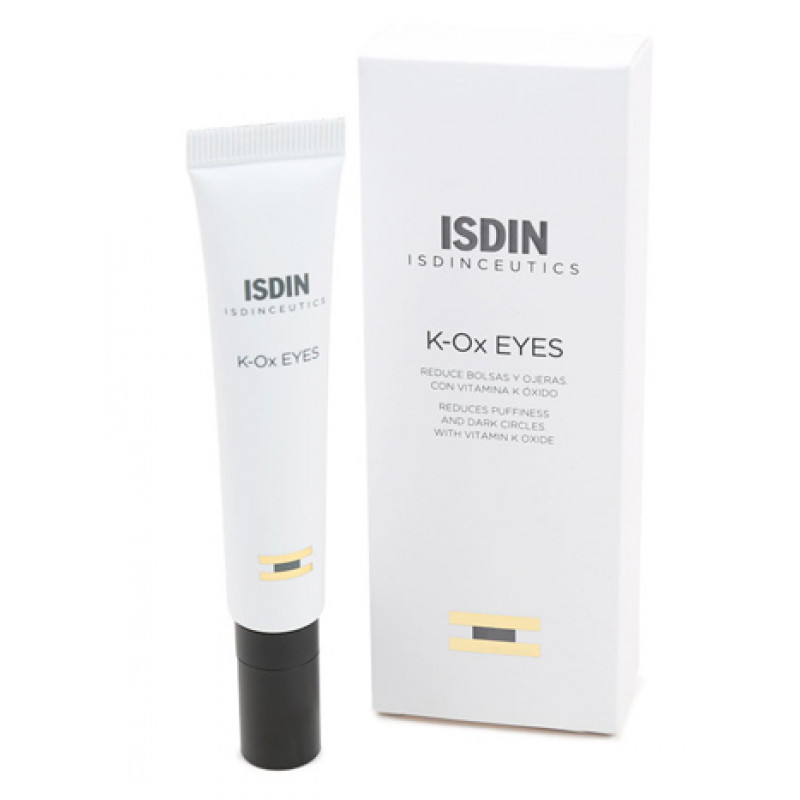 ISDIN
ISDINCEUTICS
K-Ox EYES
ISDIN
ISDINCEUTICS
K-Ox EYES
REDUCE BOLSAS Y OJERAS.
CON VITAMINA K ÓXIDO
REDUCES PUFFINESS
AND DARK CIRCLES.
WITH VITAMIN K OXIDE